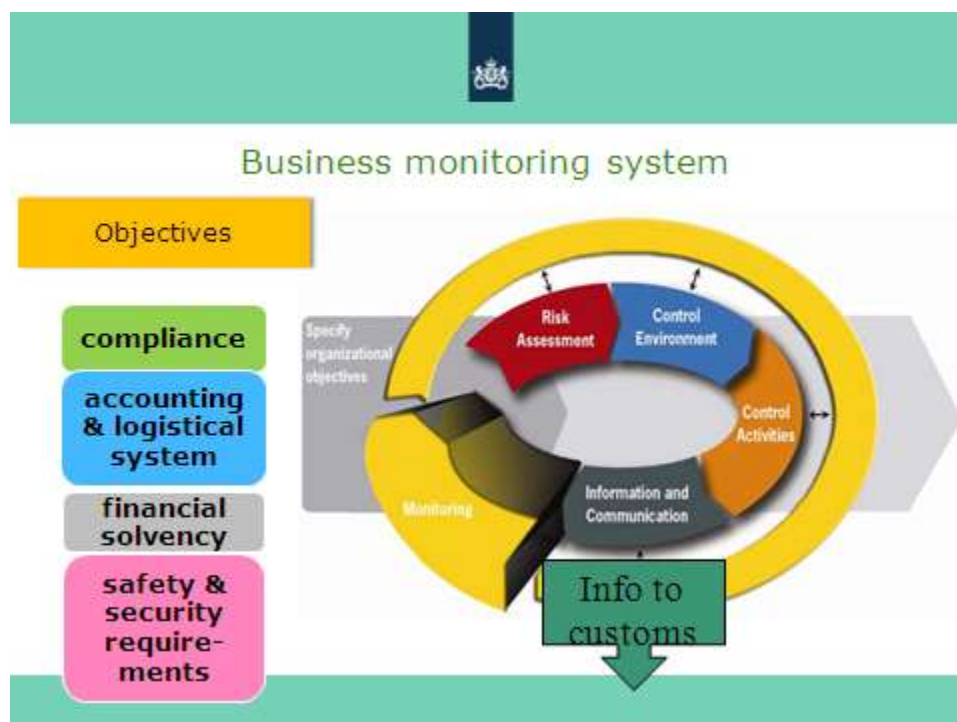 Business monitoring system
Objectives
compliance
accounting
& logistical
system
financial
solvency
safety &
security
require-
ments
Specify
organizational
objectives
Risk
Assessment
Control
Environment
Control
Activities
Information and
Communication
Monitoring
Info to
customs